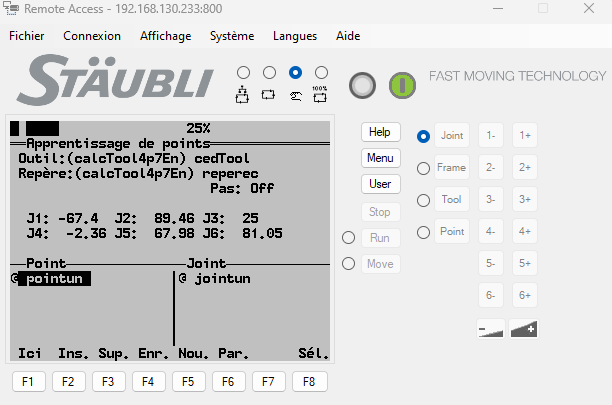 Remote Access - 192.168.130.233:800
Fichier Connexion Affichage Système Langues Aide
STÄUBLI
100%
FAST MOVING TECHNOLOGY
25%
Apprentissage de points
Outil:(calcTool4p7En) cedTool
Repère:(calcTool4p7En) reperec
Pas: Off
J1: -67.4 J2: 89.46 J3: 25
J4: -2.36 J5: 67.98 J6: 81.05
Point Joint
@ pointun @ jointun
Ici Ins. Sup. Enr. Nou. Par. Sél.
F1 F2 F3 F4 F5 F6 F7 F8
Help
Menu
User
Stop
Run
Move
Joint 1- 1+
Frame 2- 2+
Tool 3- 3+
Point 4- 4+
5- 5+
6- 6+
- +